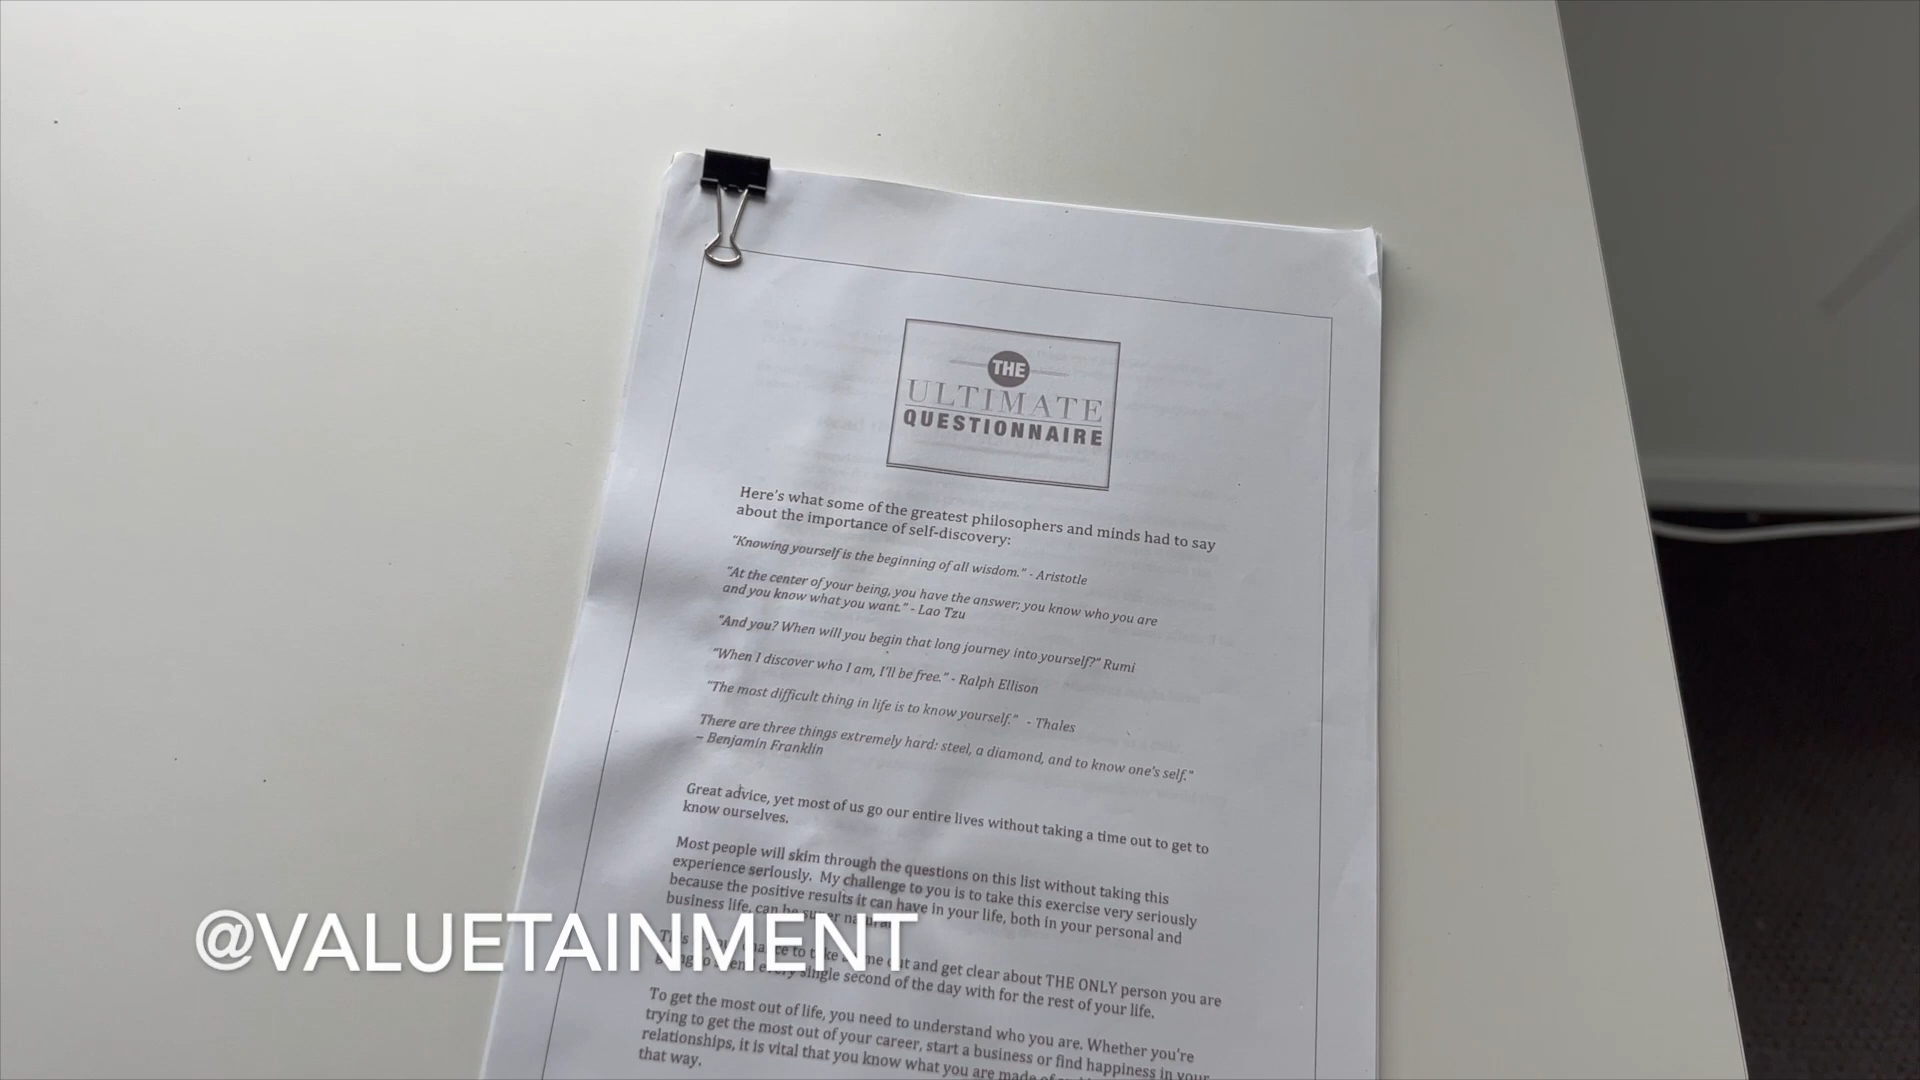 THE
ULTIMATE
QUESTIONNAIRE
Here's what some of the greatest philosophers and minds had to say
about the importance of self-discovery:
"Knowing yourself is the beginning of all wisdom." - Aristotle
"At the center of your being, you have the answer; you know who you are
and you know what you want." - Lao Tzu
"And you? When will you begin that long journey into yourself?" Rumi
"When I discover who I am, I'll be free." - Ralph Ellison
"The most difficult thing in life is to know yourself." - Thales
There are three things extremely hard: steel, a diamond, and to know one's self."
– Benjamin Franklin
Great advice, yet most of us go our entire lives without taking a time out to get to
know ourselves.
Most people will skim through the questions on this list without taking this
experience seriously. My challenge to you is to take this exercise very seriously
because the positive results it can have in your life, both in your personal and
business life, can be super natural.
@VALUETAINMENT
and get clear about THE ONLY person you are
every single second of the day with for the rest of your life.
To get the most out of life, you need to understand who you are. Whether you're
trying to get the most out of your career, start a business or find happiness in your
relationships, it is vital that you know what you are made of
that way.